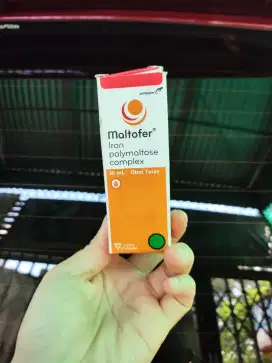 Maltofer®
Iron
polymaltose
complex
30 mL Obat Tetes